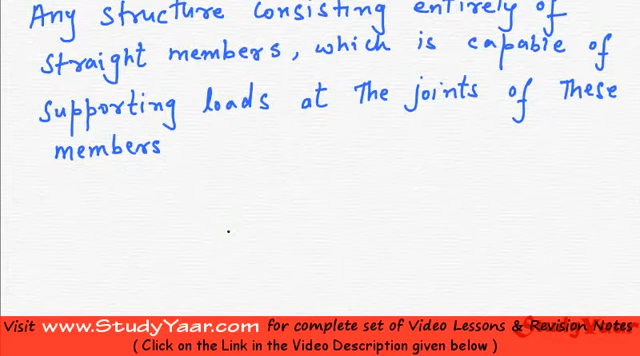 Any structure consisting entirely of
straight members, which is capable of
supporting loads at the joints of these
members
StudyYaar
Visit www.StudyYaar.com for complete set of Video Lessons & Revision Notes
( Click on the Link in the Video Description given below )